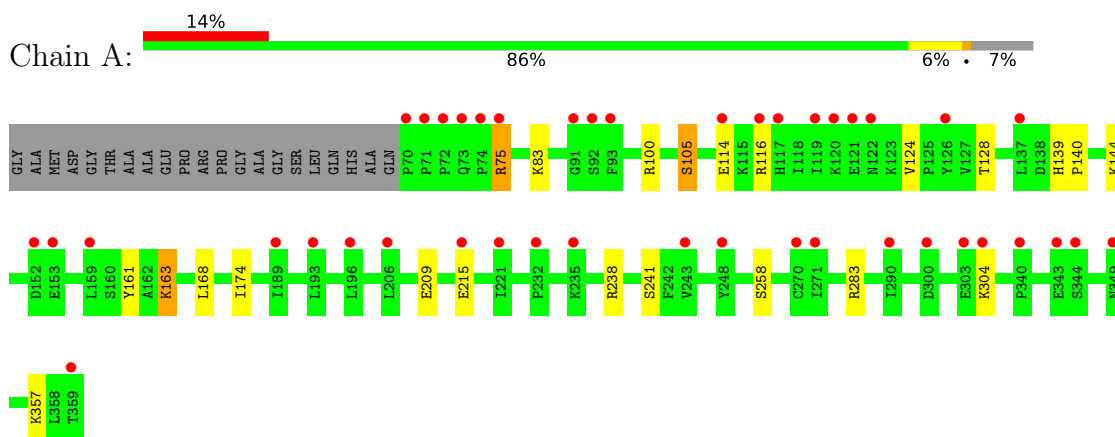 14%
Chain A:
86% 6% • 7%
GLY ALA MET ASP GLY THR ALA ALA GLU PRO ARG PRO GLY ALA GLY SER LEU GLN HIS ALA GLN P70 P71 P72 Q73 P74 R75 K83 G91 S92 F93 R100 S105 E114 K115 R116 H117 I118 I119 K120 E121 N122 K123 V124 P125 Y126 V127 T128 L137 D138 H139 P140 K144
D152 E153 L159 S160 Y161 A162 K163 L168 I174 I189 L193 L196 L206 E209 E215 I221 P232 K235 R238 S241 F242 V243 Y248 S258 C270 I271 R283 I290 D300 E303 K304 P340 E343 S344 N349
K357 L358 T359